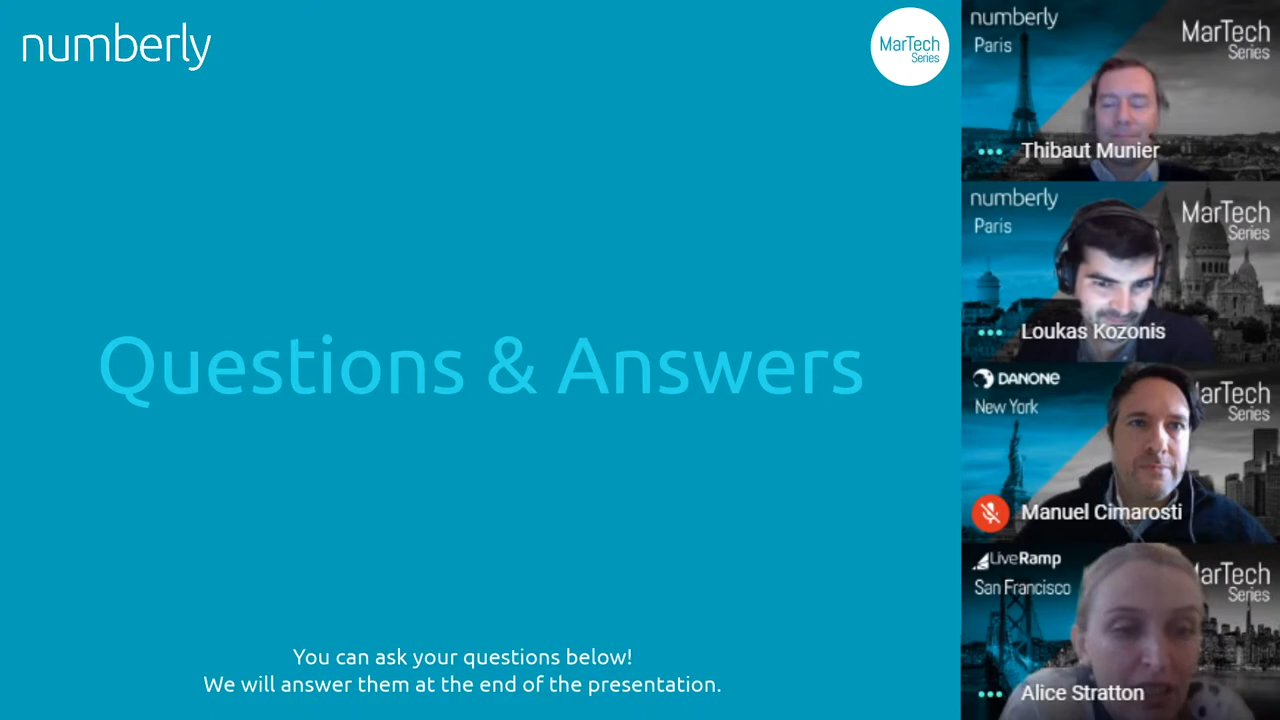 numberly
MarTech
Series
Questions & Answers
You can ask your questions below!
We will answer them at the end of the presentation.
numberly
Paris
MarTech
Series
Thibaut Munier
numberly
Paris
MarTech
Series
Loukas Kozonis
DANONE
New York
arTech
Series
Manuel Cimarosti
LiveRamp
San Francisco
arTech
Series
Alice Stratton